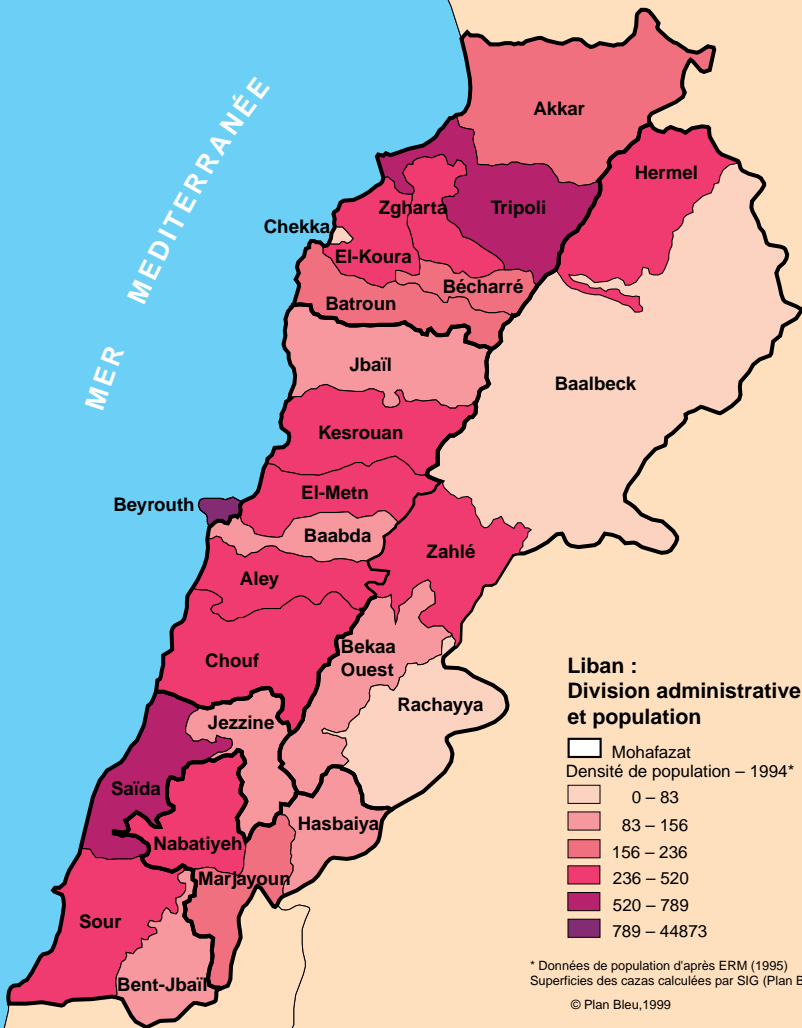 MER MEDITERRANÉE
Akkar
Hermel
Zgharta
Tripoli
Chekka
El-Koura
Bécharré
Batroun
Jbaïl
Baalbeck
Kesrouan
El-Metn
Beyrouth
Baabda
Zahlé
Aley
Bekaa
Ouest
Chouf
Rachayya
Jezzine
Saïda
Hasbaiya
Nabatiyeh
Marjayoun
Sour
Bent-Jbaïl
Liban :
Division administrative
et population
Mohafazat
Densité de population – 1994*
0 – 83
83 – 156
156 – 236
236 – 520
520 – 789
789 – 44873
* Données de population d'après ERM (1995)
Superficies des cazas calculées par SIG (Plan B
© Plan Bleu,1999